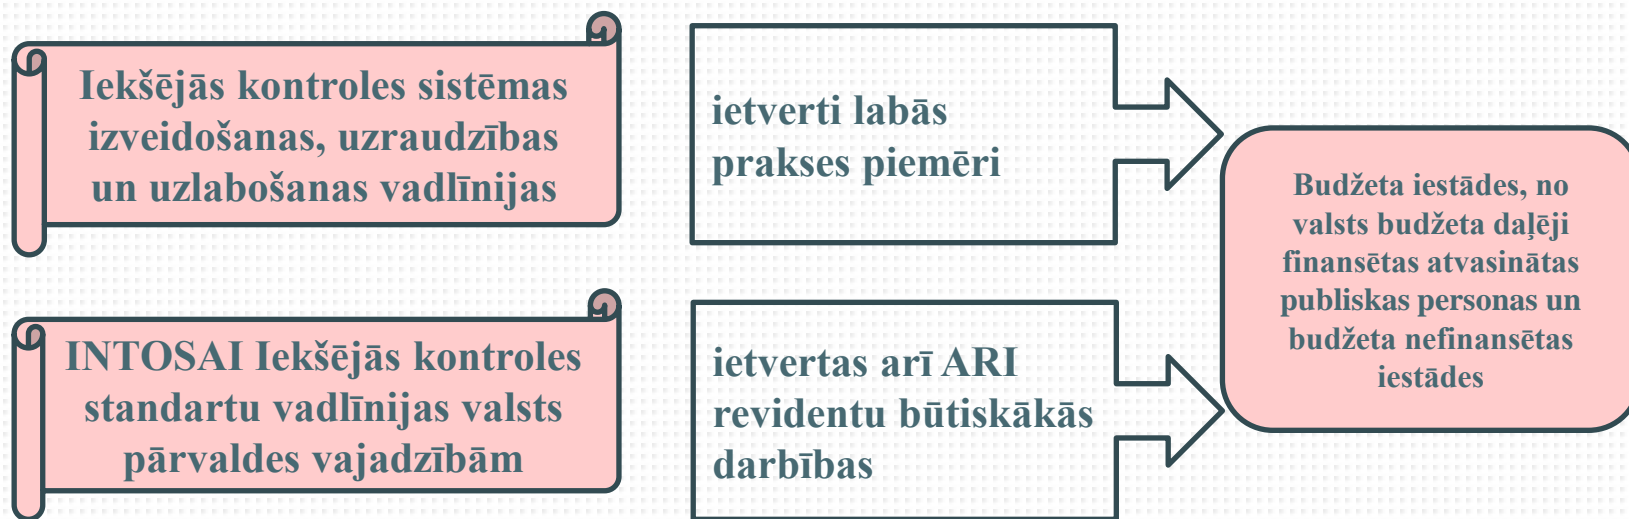 Iekšējās kontroles sistēmas
izveidošanas, uzraudzības
un uzlabošanas vadlīnijas
ietverti labās
prakses piemēri
INTOSAI Iekšējās kontroles
standartu vadlīnijas valsts
pārvaldes vajadzībām
ietvertas arī ARI
revidentu būtiskākās
darbības
Budžeta iestādes, no
valsts budžeta daļēji
finansētas atvasinātas
publiskas personas un
budžeta nefinansētas
iestādes